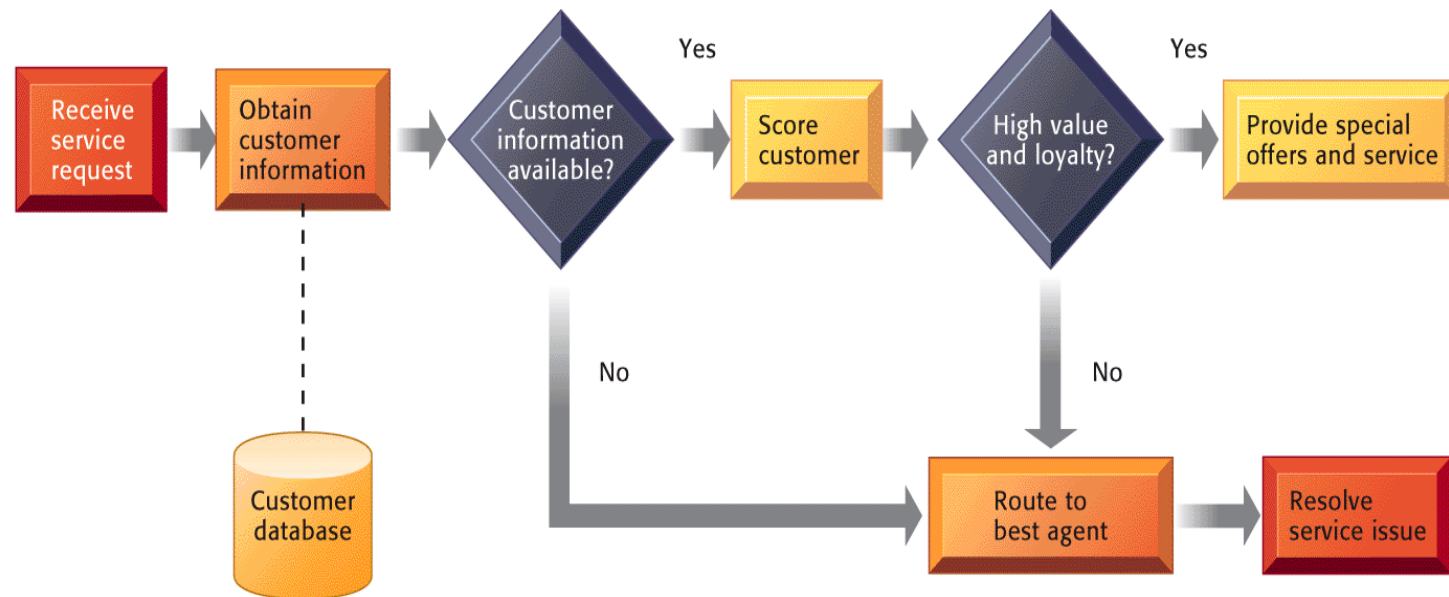 Receive
service
request
Obtain
customer
information
Customer
information
available?
Yes
Score
customer
High value
and loyalty?
Yes
Provide special
offers and service
No
No
Customer
database
Route to
best agent
Resolve
service issue